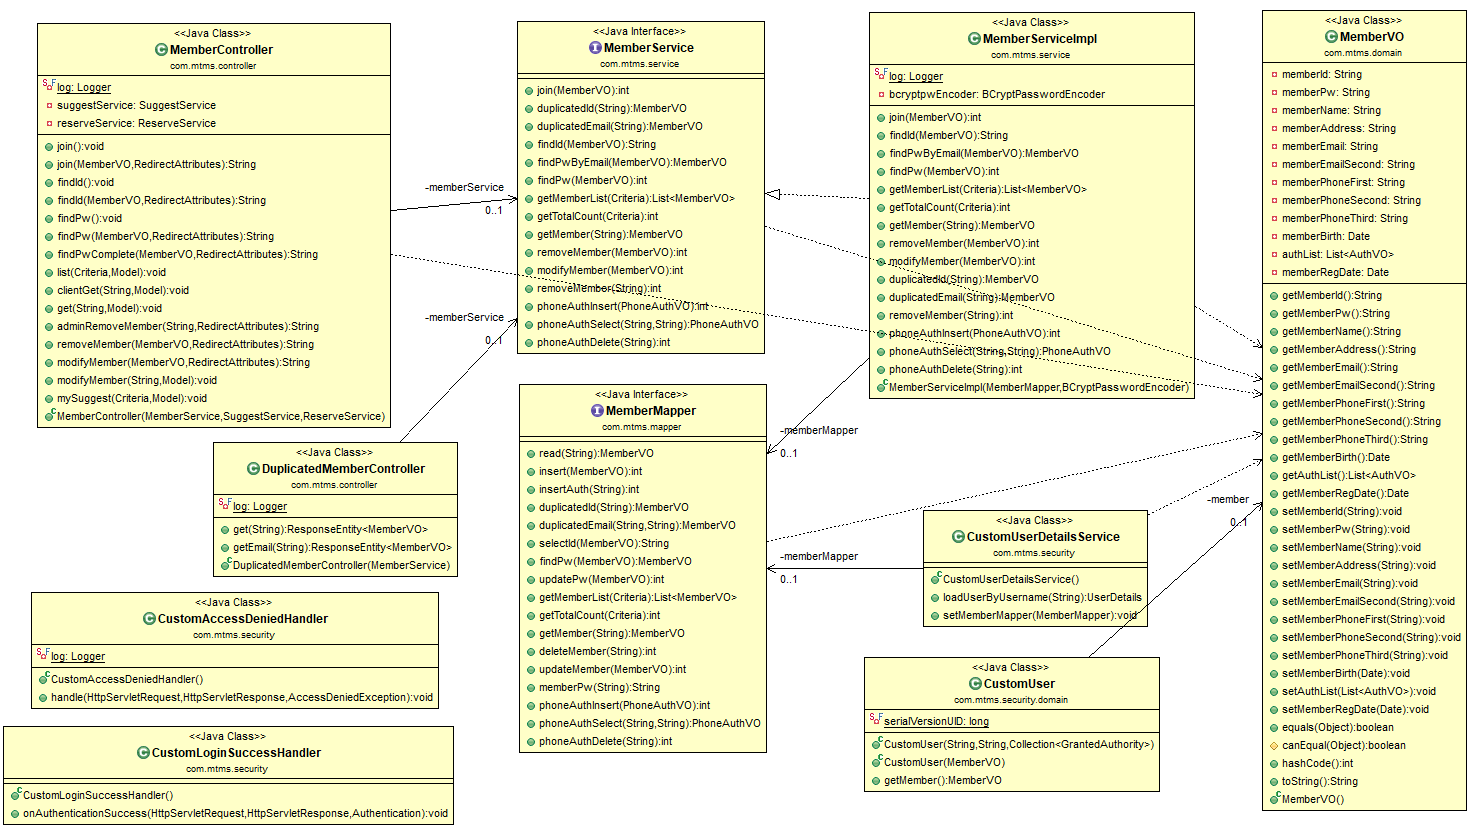 <<Java Class>>
MemberController
com.mtms.controller
log: Logger
suggestService: SuggestService
reserveService: ReserveService
join():void
join(MemberVO,RedirectAttributes):String
findId():void
findId(MemberVO,RedirectAttributes):String
findPw():void
findPw(MemberVO,RedirectAttributes):String
findPwComplete(MemberVO,RedirectAttributes):String
list(Criteria,Model):void
clientGet(String,Model):void
get(String,Model):void
adminRemoveMember(String,RedirectAttributes):String
removeMember(MemberVO,RedirectAttributes):String
modifyMember(MemberVO,RedirectAttributes):String
modifyMember(String,Model):void
mySuggest(Criteria,Model):void
MemberController(MemberService,SuggestService,ReserveService)
-memberService
0..1
-memberService
0..1
<<Java Class>>
DuplicatedMemberController
com.mtms.controller
log: Logger
get(String):ResponseEntity<MemberVO>
getEmail(String):ResponseEntity<MemberVO>
DuplicatedMemberController(MemberService)
<<Java Class>>
CustomAccessDeniedHandler
com.mtms.security
log: Logger
CustomAccessDeniedHandler()
handle(HttpServletRequest,HttpServletResponse,AccessDeniedException):void
<<Java Class>>
CustomLoginSuccessHandler
com.mtms.security
CustomLoginSuccessHandler()
onAuthenticationSuccess(HttpServletRequest,HttpServletResponse,Authentication):void
<<Java Interface>>
MemberService
com.mtms.service
join(MemberVO):int
duplicatedId(String):MemberVO
duplicatedEmail(String):MemberVO
findId(MemberVO):String
findPwByEmail(MemberVO):MemberVO
findPw(MemberVO):int
getMemberList(Criteria):List<MemberVO>
getTotalCount(Criteria):int
getMember(String):MemberVO
removeMember(MemberVO):int
modifyMember(MemberVO):int
removeMember(String):int
phoneAuthInsert(PhoneAuthVO):int
phoneAuthSelect(String,String):PhoneAuthVO
phoneAuthDelete(String):int
<<Java Interface>>
MemberMapper
com.mtms.mapper
read(String):MemberVO
insert(MemberVO):int
insertAuth(String):int
duplicatedId(String):MemberVO
duplicatedEmail(String,String):MemberVO
selectId(MemberVO):String
findPw(MemberVO):MemberVO
updatePw(MemberVO):int
getMemberList(Criteria):List<MemberVO>
getTotalCount(Criteria):int
getMember(String):MemberVO
deleteMember(String):int
updateMember(MemberVO):int
memberPw(String):String
phoneAuthInsert(PhoneAuthVO):int
phoneAuthSelect(String,String):PhoneAuthVO
phoneAuthDelete(String):int
<<Java Class>>
MemberServiceImpl
com.mtms.service
log: Logger
bcryptpwEncoder: BCryptPasswordEncoder
join(MemberVO):int
findId(MemberVO):String
findPwByEmail(MemberVO):MemberVO
findPw(MemberVO):int
getMemberList(Criteria):List<MemberVO>
getTotalCount(Criteria):int
getMember(String):MemberVO
removeMember(MemberVO):int
modifyMember(MemberVO):int
duplicatedId(String):MemberVO
duplicatedEmail(String):MemberVO
removeMember(String):int
phoneAuthInsert(PhoneAuthVO):int
phoneAuthSelect(String,String):PhoneAuthVO
phoneAuthDelete(String):int
MemberServiceImpl(MemberMapper,BCryptPasswordEncoder)
-memberMapper
0..1
-memberMapper
0..1
<<Java Class>>
CustomUserDetailsService
com.mtms.security
CustomUserDetailsService()
loadUserByUsername(String):UserDetails
setMemberMapper(MemberMapper):void
-member
0..1
<<Java Class>>
CustomUser
com.mtms.security.domain
serialVersionUID: long
CustomUser(String,String,Collection<GrantedAuthority>)
CustomUser(MemberVO)
getMember():MemberVO
<<Java Class>>
MemberVO
com.mtms.domain
memberId: String
memberPw: String
memberName: String
memberAddress: String
memberEmail: String
memberEmailSecond: String
memberPhoneFirst: String
memberPhoneSecond: String
memberPhoneThird: String
memberBirth: Date
authList: List<AuthVO>
memberRegDate: Date
getMemberId():String
getMemberPw():String
getMemberName():String
getMemberAddress():String
getMemberEmail():String
getMemberEmailSecond():String
getMemberPhoneFirst():String
getMemberPhoneSecond():String
getMemberPhoneThird():String
getMemberBirth():Date
getAuthList():List<AuthVO>
getMemberRegDate():Date
setMemberId(String):void
setMemberPw(String):void
setMemberName(String):void
setMemberAddress(String):void
setMemberEmail(String):void
setMemberEmailSecond(String):void
setMemberPhoneFirst(String):void
setMemberPhoneSecond(String):void
setMemberPhoneThird(String):void
setMemberBirth(Date):void
setAuthList(List<AuthVO>):void
setMemberRegDate(Date):void
equals(Object):boolean
canEqual(Object):boolean
hashCode():int
toString():String
MemberVO()